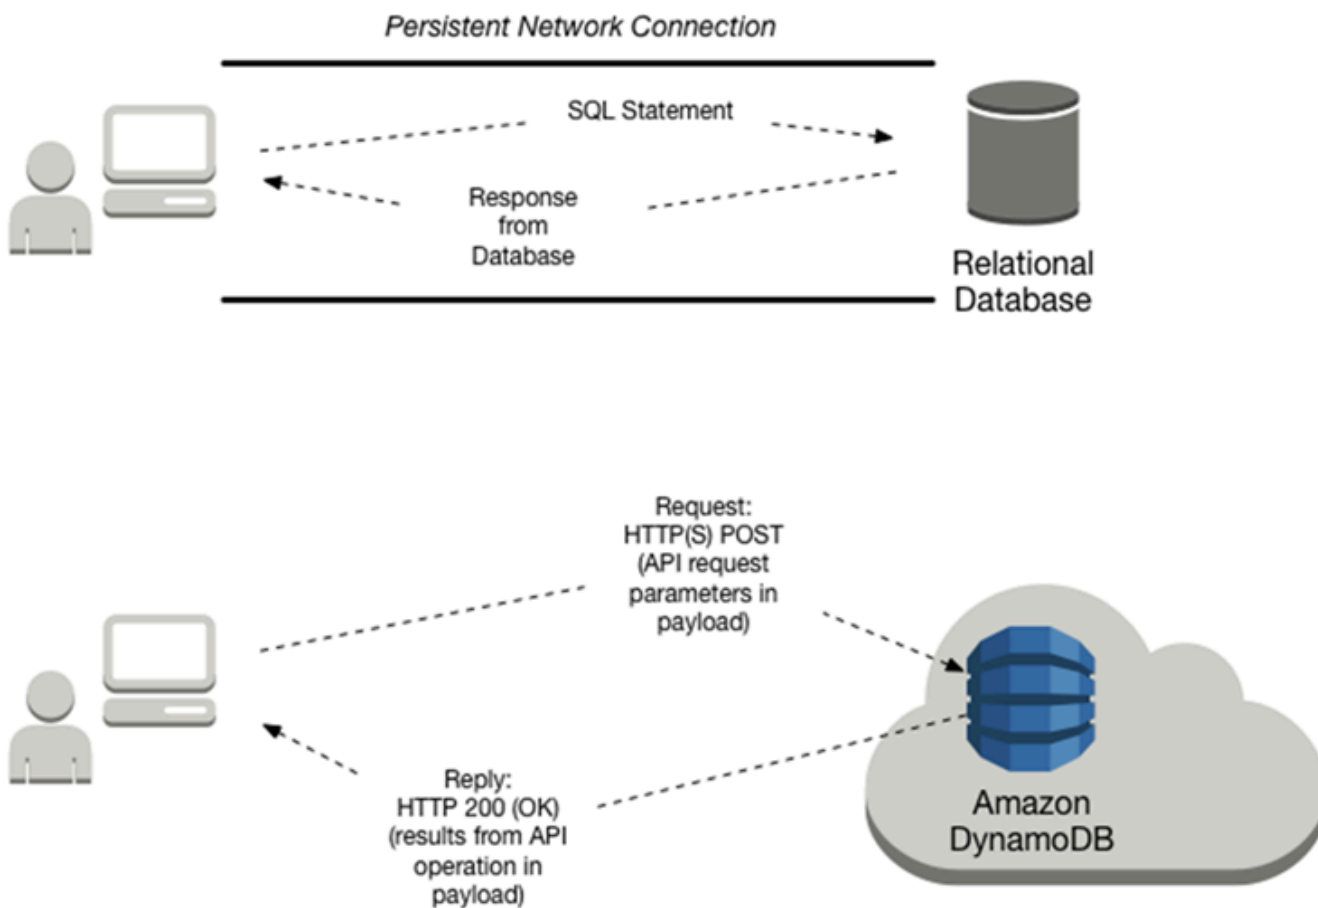 Persistent Network Connection
SQL Statement
Response
from
Database
Relational
Database
Request:
HTTP(S) POST
(API request
parameters in
payload)
Reply:
HTTP 200 (OK)
(results from API
operation in
payload)
Amazon
DynamoDB